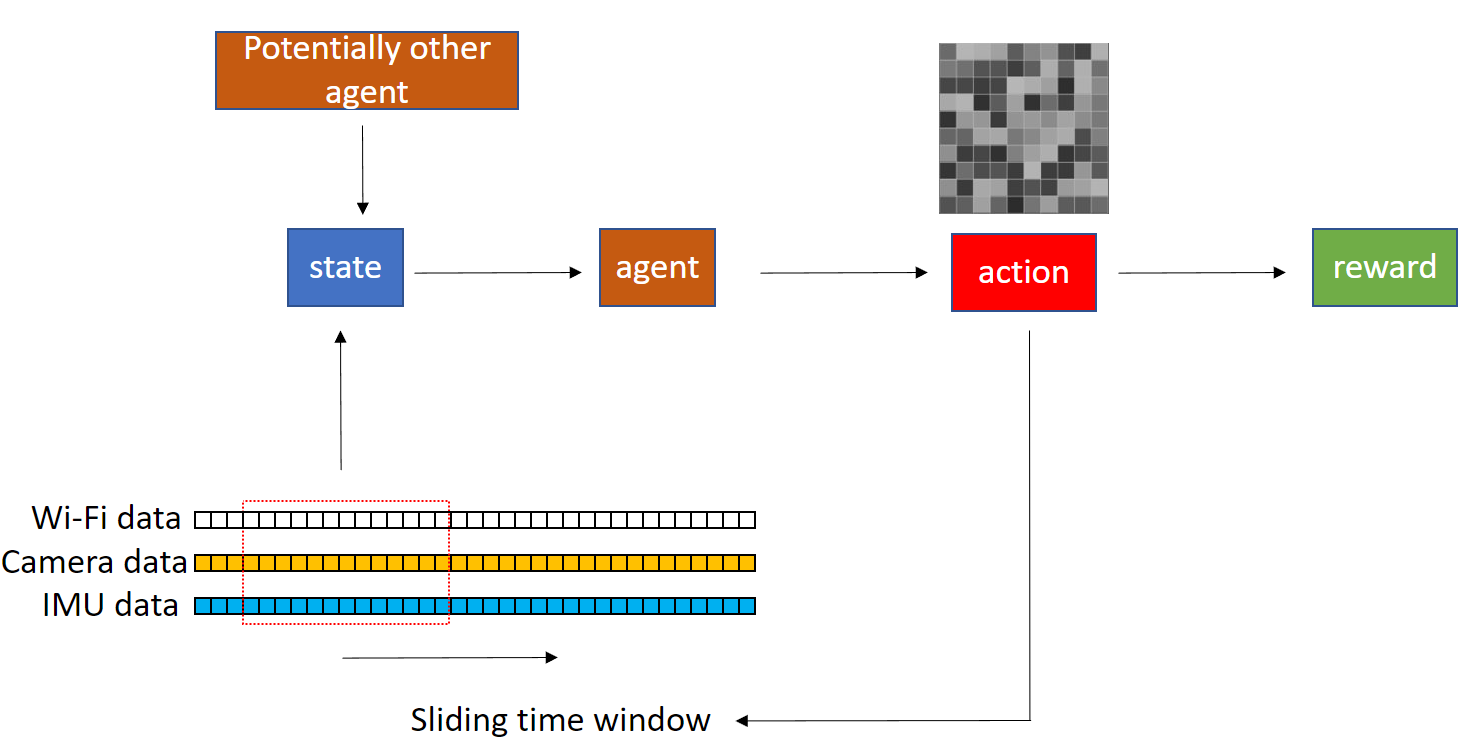 Potentially other
agent
state
agent
action
reward
Wi-Fi data
Camera data
IMU data
Sliding time window